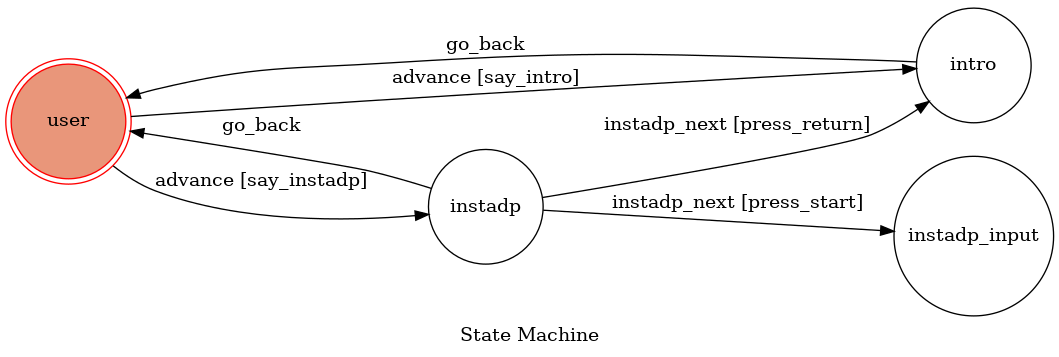 go_back
intro
advance [say_intro]
user
go_back
instadp_next [press_return]
advance [say_instadp]
instadp
instadp_next [press_start]
instadp_input
State Machine